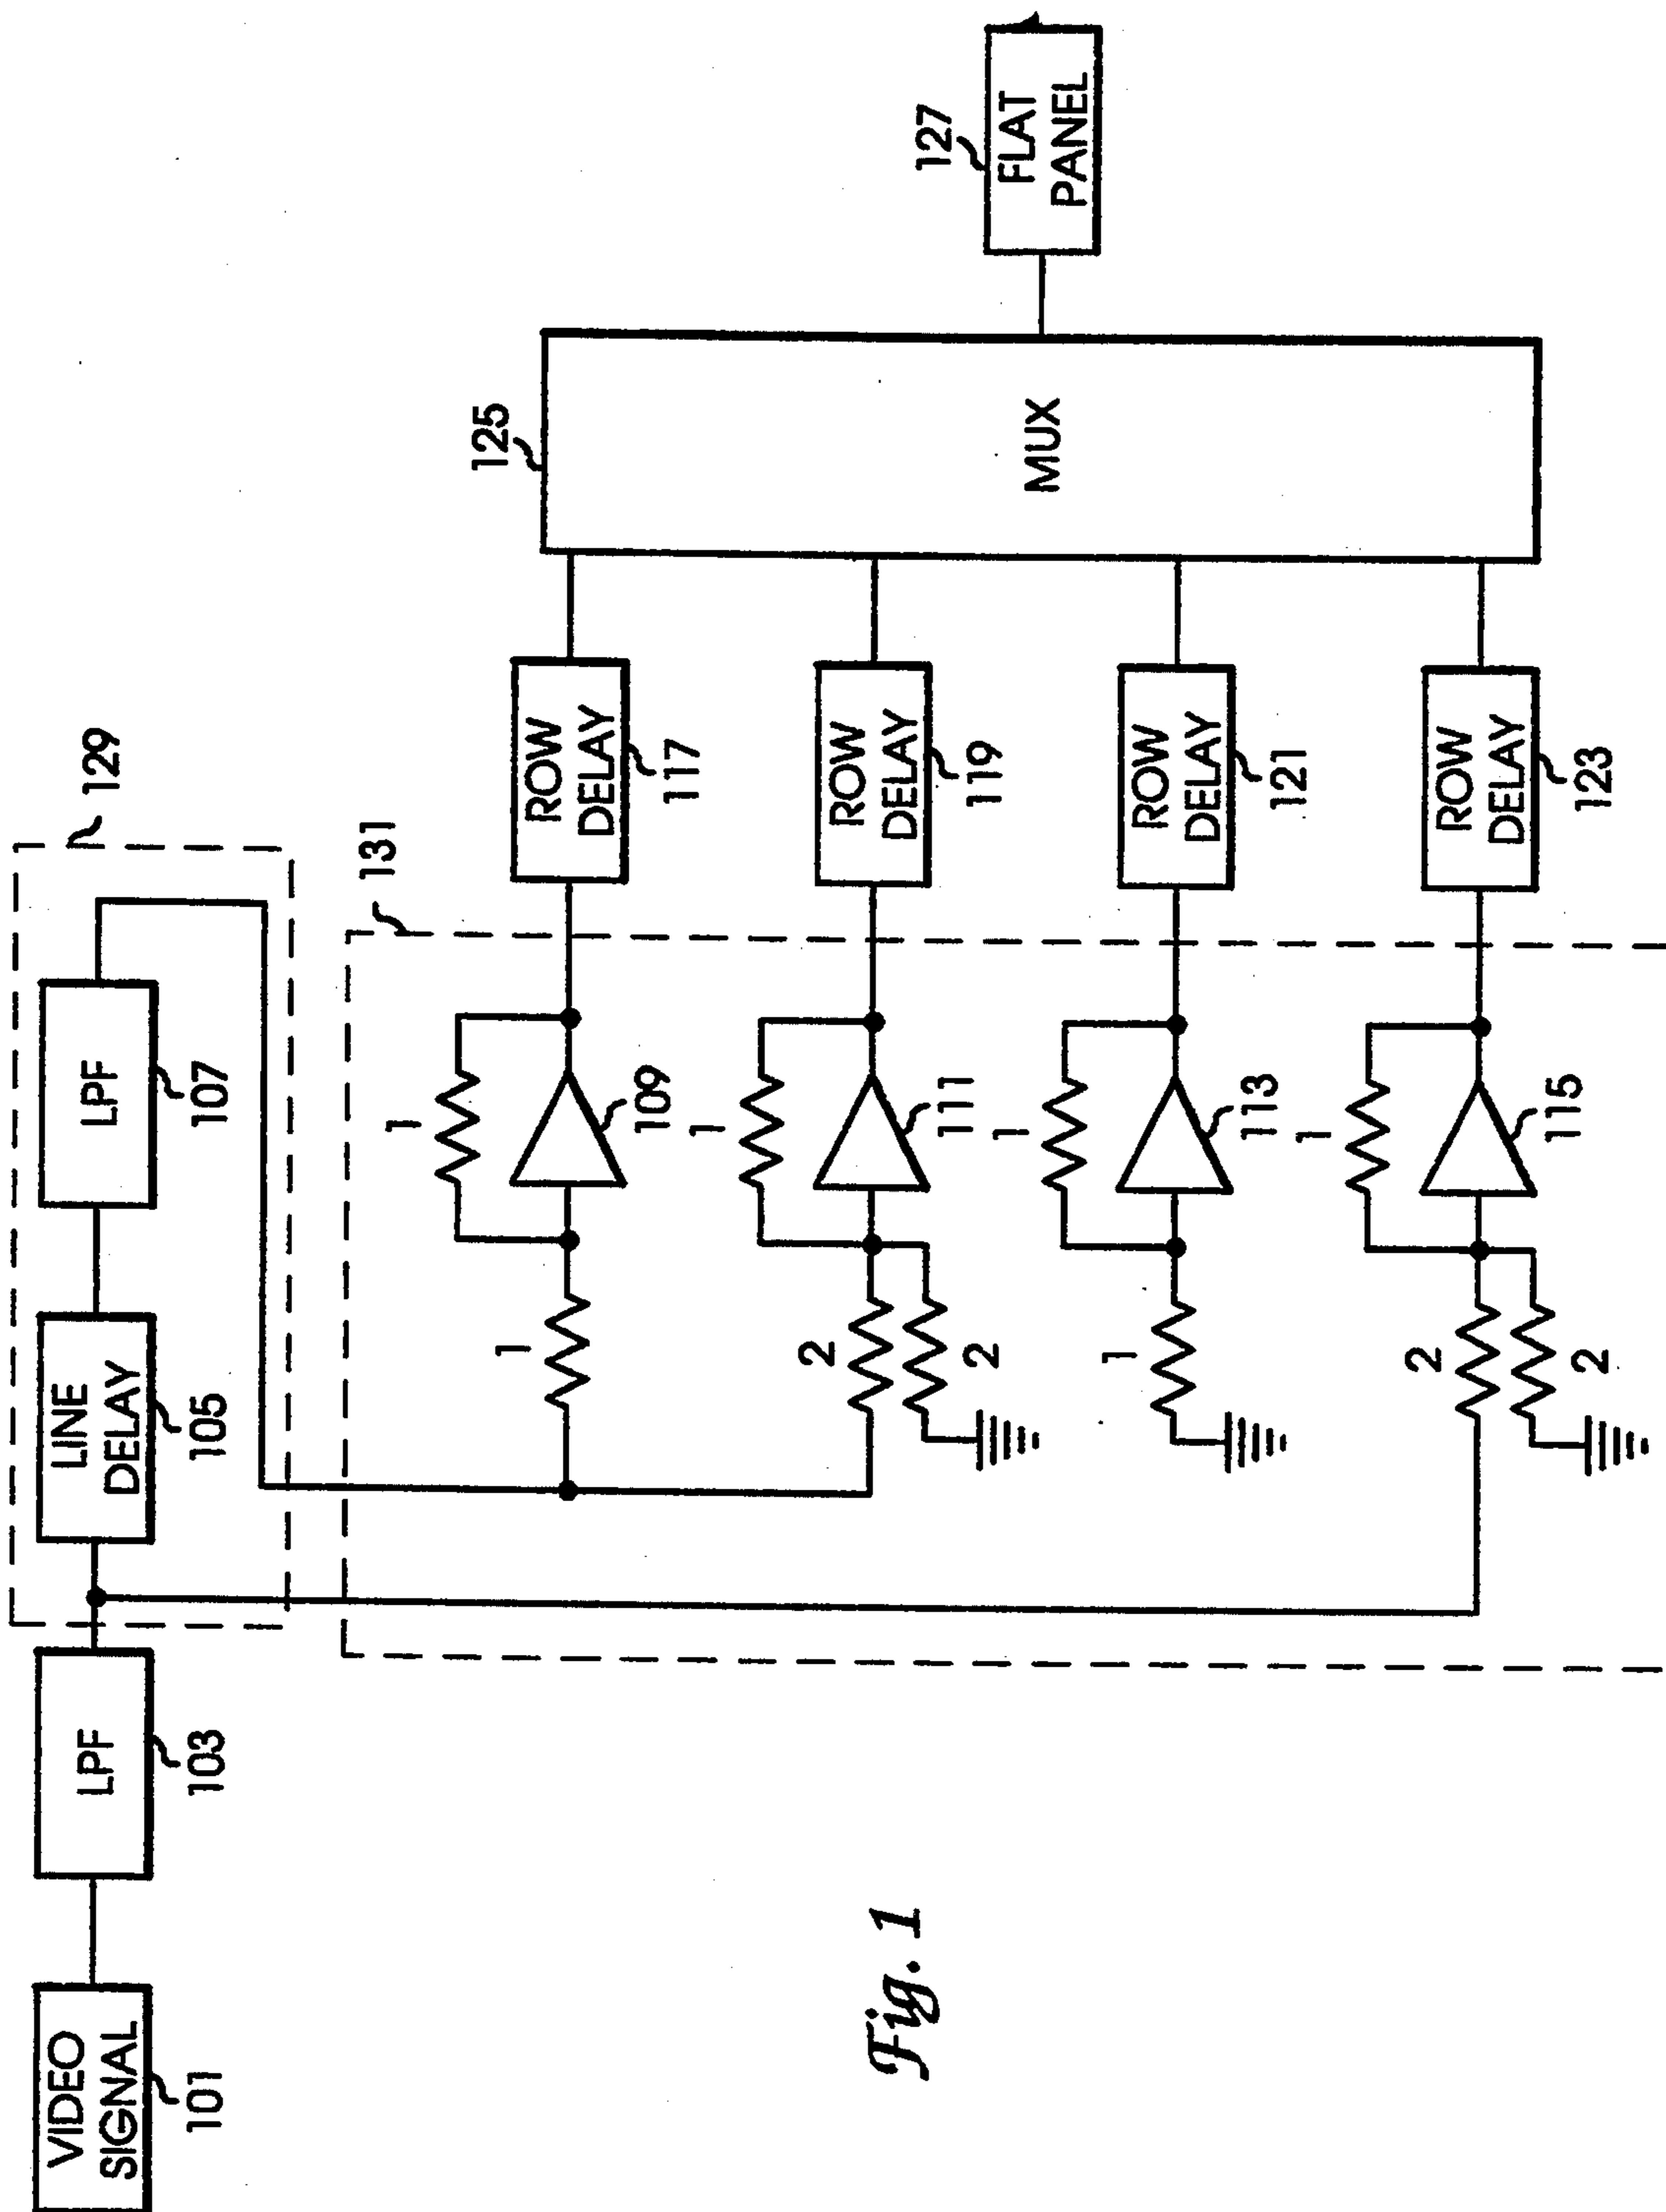 VIDEO
SIGNAL
101
LPF
103
129
LINE
DELAY
105
LPF
107
131
1
1
109
ROW
DELAY
117
2
2
1
111
ROW
DELAY
119
1
1
113
ROW
DELAY
121
2
2
1
115
ROW
DELAY
123
125
MUX
127
FLAT
PANEL
Fig. 1